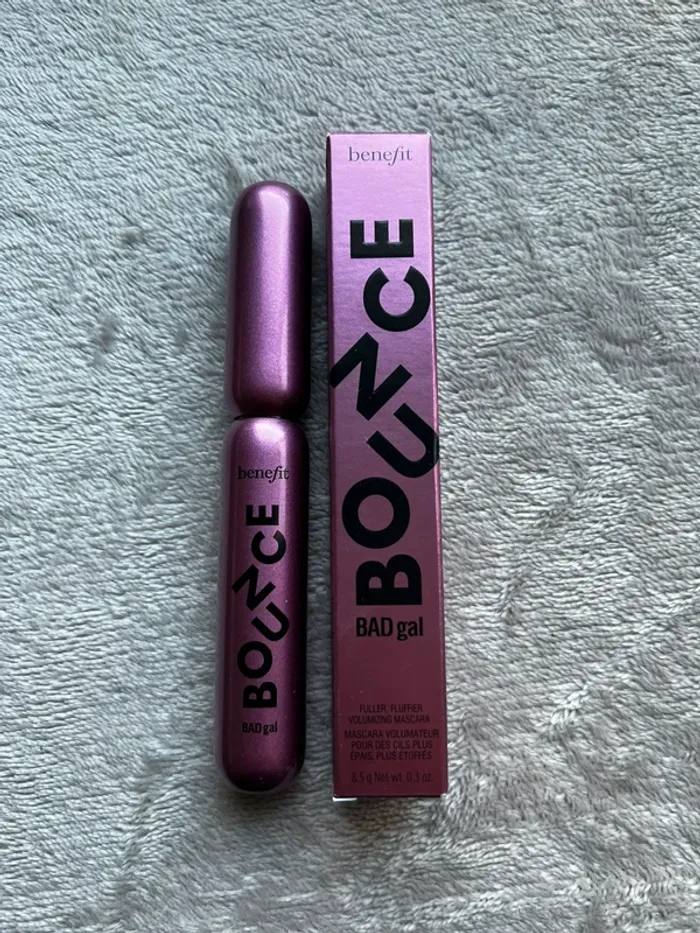 benefit
BOUNCE
BAD gal
benefit
BOUNCE
BAD gal
FULLER, FLUFFIER
VOLUMIZING MASCARA
MASCARA VOLUMATEUR
POUR DES CILS PLUS
ÉPAIS, PLUS ÉTOFFÉS
8.5 g Net wt. 0.3 oz.